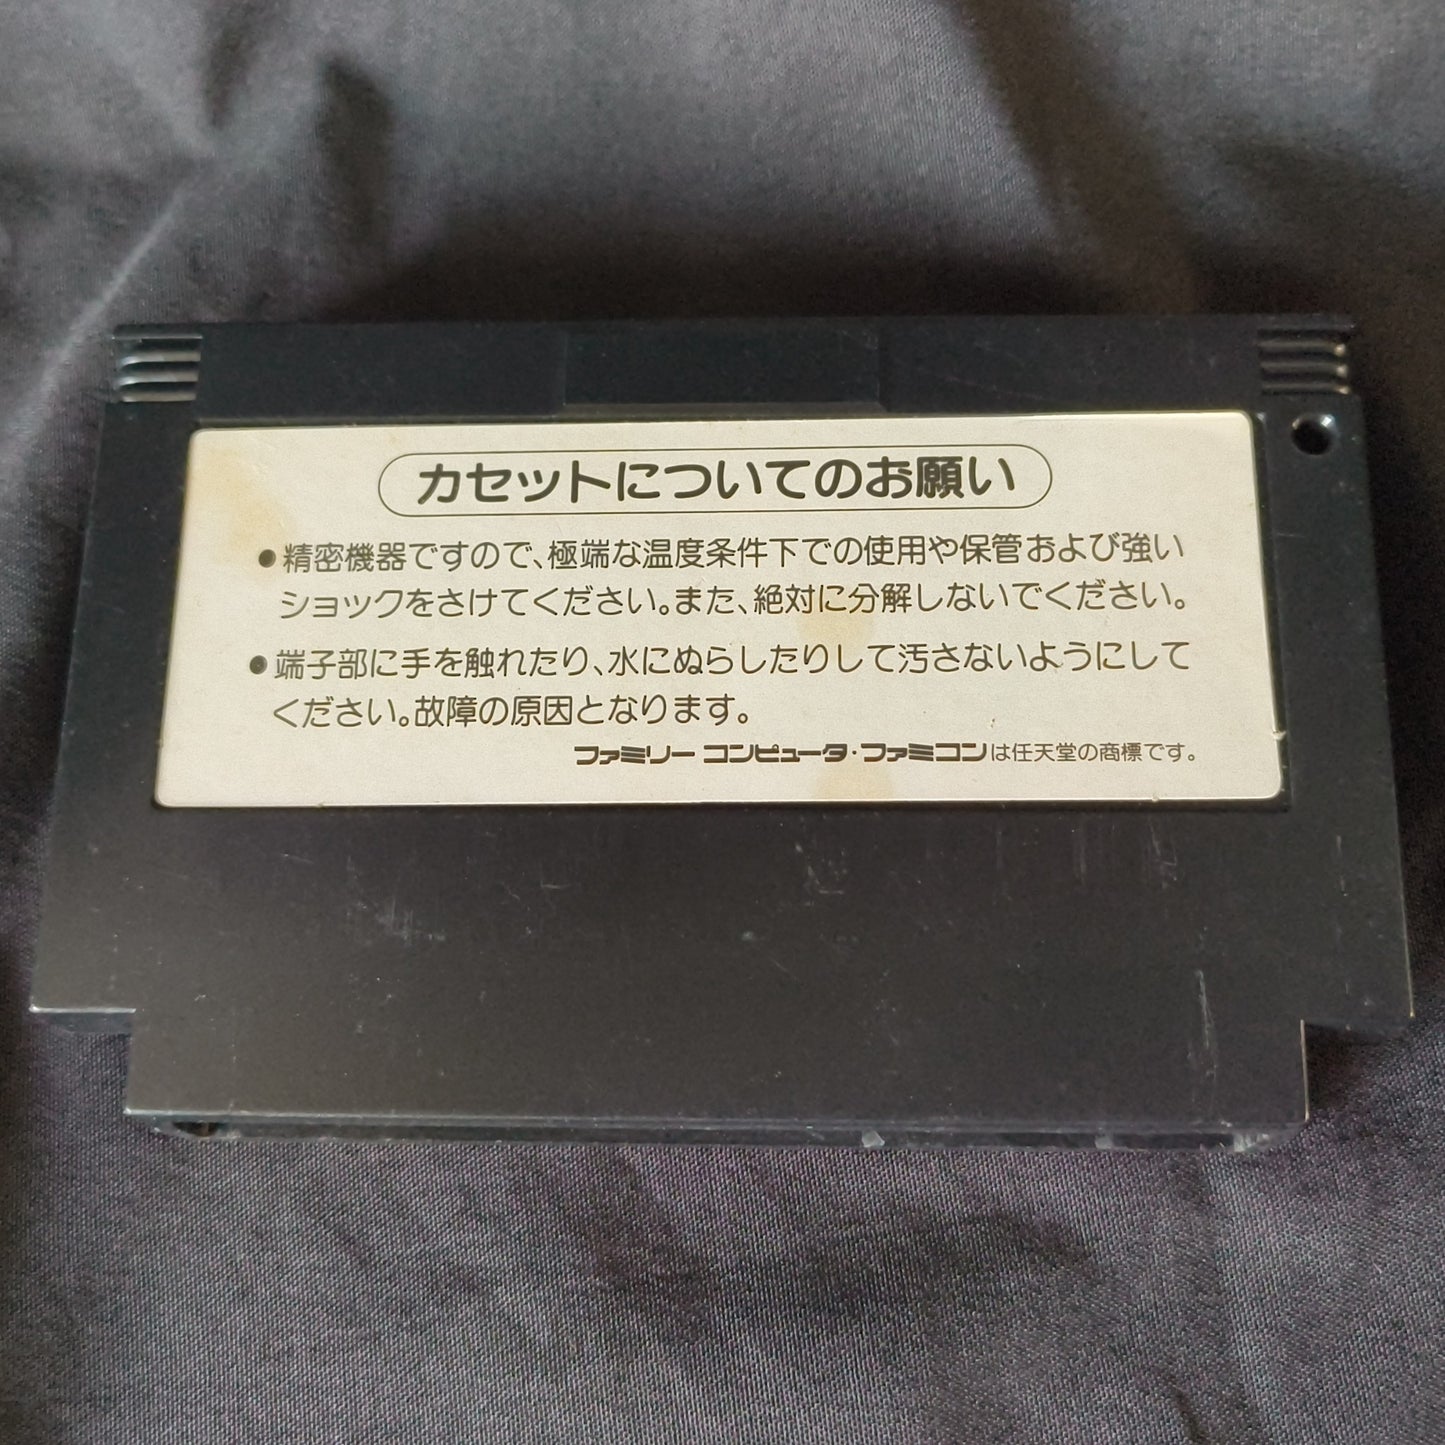 カセットについてのお願い
●精密機器ですので、極端な温度条件下での使用や保管および強い
ショックをさけてください。また、絶対に分解しないでください。
●端子部に手を触れたり、水にぬらしたりして汚さないようにして
ください。故障の原因となります。
ファミリー コンピュータ・ファミコンは任天堂の商標です。